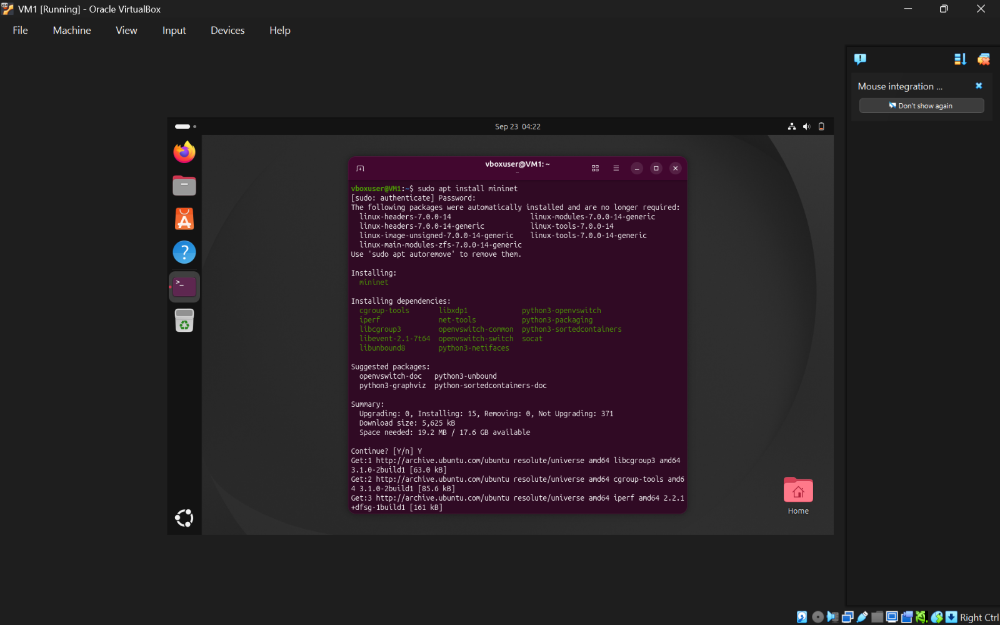 VM1 [Running] - Oracle VirtualBox
File Machine View Input Devices Help
Mouse integration ...
Don't show again
Sep 23 04:22
vboxuser@VM1: ~
~
vboxuser@VM1:~$ sudo apt install mininet
[sudo: authenticate] Password:
The following packages were automatically installed and are no longer required:
linux-headers-7.0.0-14 linux-modules-7.0.0-14-generic
linux-headers-7.0.0-14-generic linux-tools-7.0.0-14
linux-image-unsigned-7.0.0-14-generic linux-tools-7.0.0-14-generic
linux-main-modules-zfs-7.0.0-14-generic
Use 'sudo apt autoremove' to remove them.
Installing:
mininet
Installing dependencies:
cgroup-tools libxdp1 python3-openvswitch
iperf net-tools python3-packaging
libcgroup3 openvswitch-common python3-sortedcontainers
libevent-2.1-7t64 openvswitch-switch socat
libunbound8 python3-netifaces
Suggested packages:
openvswitch-doc python3-unbound
python3-graphviz python-sortedcontainers-doc
Summary:
Upgrading: 0, Installing: 15, Removing: 0, Not Upgrading: 371
Download size: 5,625 kB
Space needed: 19.2 MB / 17.6 GB available
Continue? [Y/n] Y
Get:1 http://archive.ubuntu.com/ubuntu resolute/universe amd64 libcgroup3 amd64
3.1.0-2build1 [63.0 kB]
Get:2 http://archive.ubuntu.com/ubuntu resolute/universe amd64 cgroup-tools amd6
4 3.1.0-2build1 [85.6 kB]
Get:3 http://archive.ubuntu.com/ubuntu resolute/universe amd64 iperf amd64 2.2.1
+dfsg-1build1 [161 kB]
Home
Right Ctrl